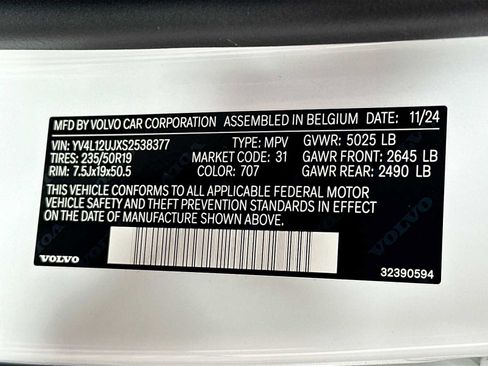 MFD BY VOLVO CAR CORPORATION ASSEMBLED IN BELGIUM DATE: 11/24
VIN: YV4L12UJXS2538377 TYPE: MPV GVWR: 5025 LB
TIRES: 235/50R19 MARKET CODE: 31 GAWR FRONT: 2645 LB
RIM: 7.5Jx19x50.5 COLOR: 707 GAWR REAR: 2490 LB
THIS VEHICLE CONFORMS TO ALL APPLICABLE FEDERAL MOTOR
VEHICLE SAFETY AND THEFT PREVENTION STANDARDS IN EFFECT
ON THE DATE OF MANUFACTURE SHOWN ABOVE.
VOLVO 32390594